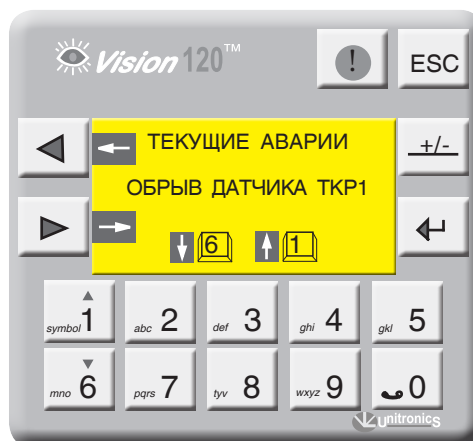 Vision 120™
! ESC
ТЕКУЩИЕ АВАРИИ
+/-
ОБРЫВ ДАТЧИКА ТКР1
6 1
symbol 1 abc 2 def 3 ghi 4 gkl 5
mno 6 pqrs 7 tyv 8 wxyz 9 0
unitronics